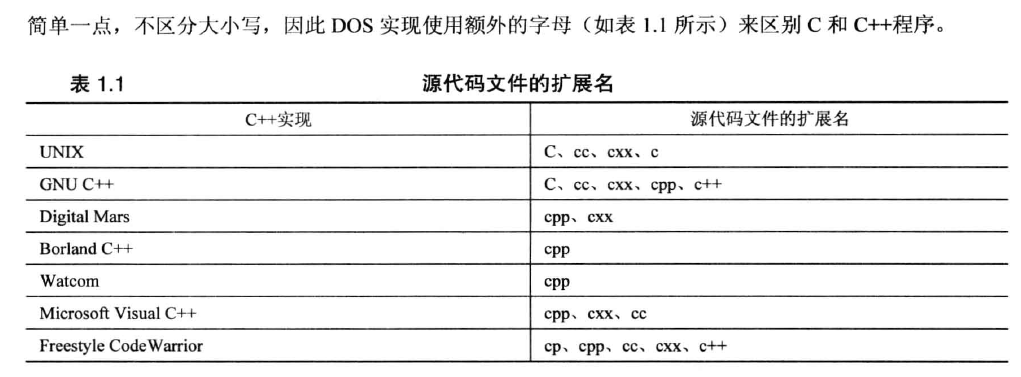 简单一点，不区分大小写，因此 DOS 实现使用额外的字母（如表 1.1 所示）来区别 C 和 C++程序。
表 1.1 源代码文件的扩展名
C++实现 源代码文件的扩展名
UNIX C、cc、cxx、c
GNU C++ C、cc、cxx、cpp、c++
Digital Mars cpp、cxx
Borland C++ cpp
Watcom cpp
Microsoft Visual C++ cpp、cxx、cc
Freestyle CodeWarrior cp、cpp、cc、cxx、c++